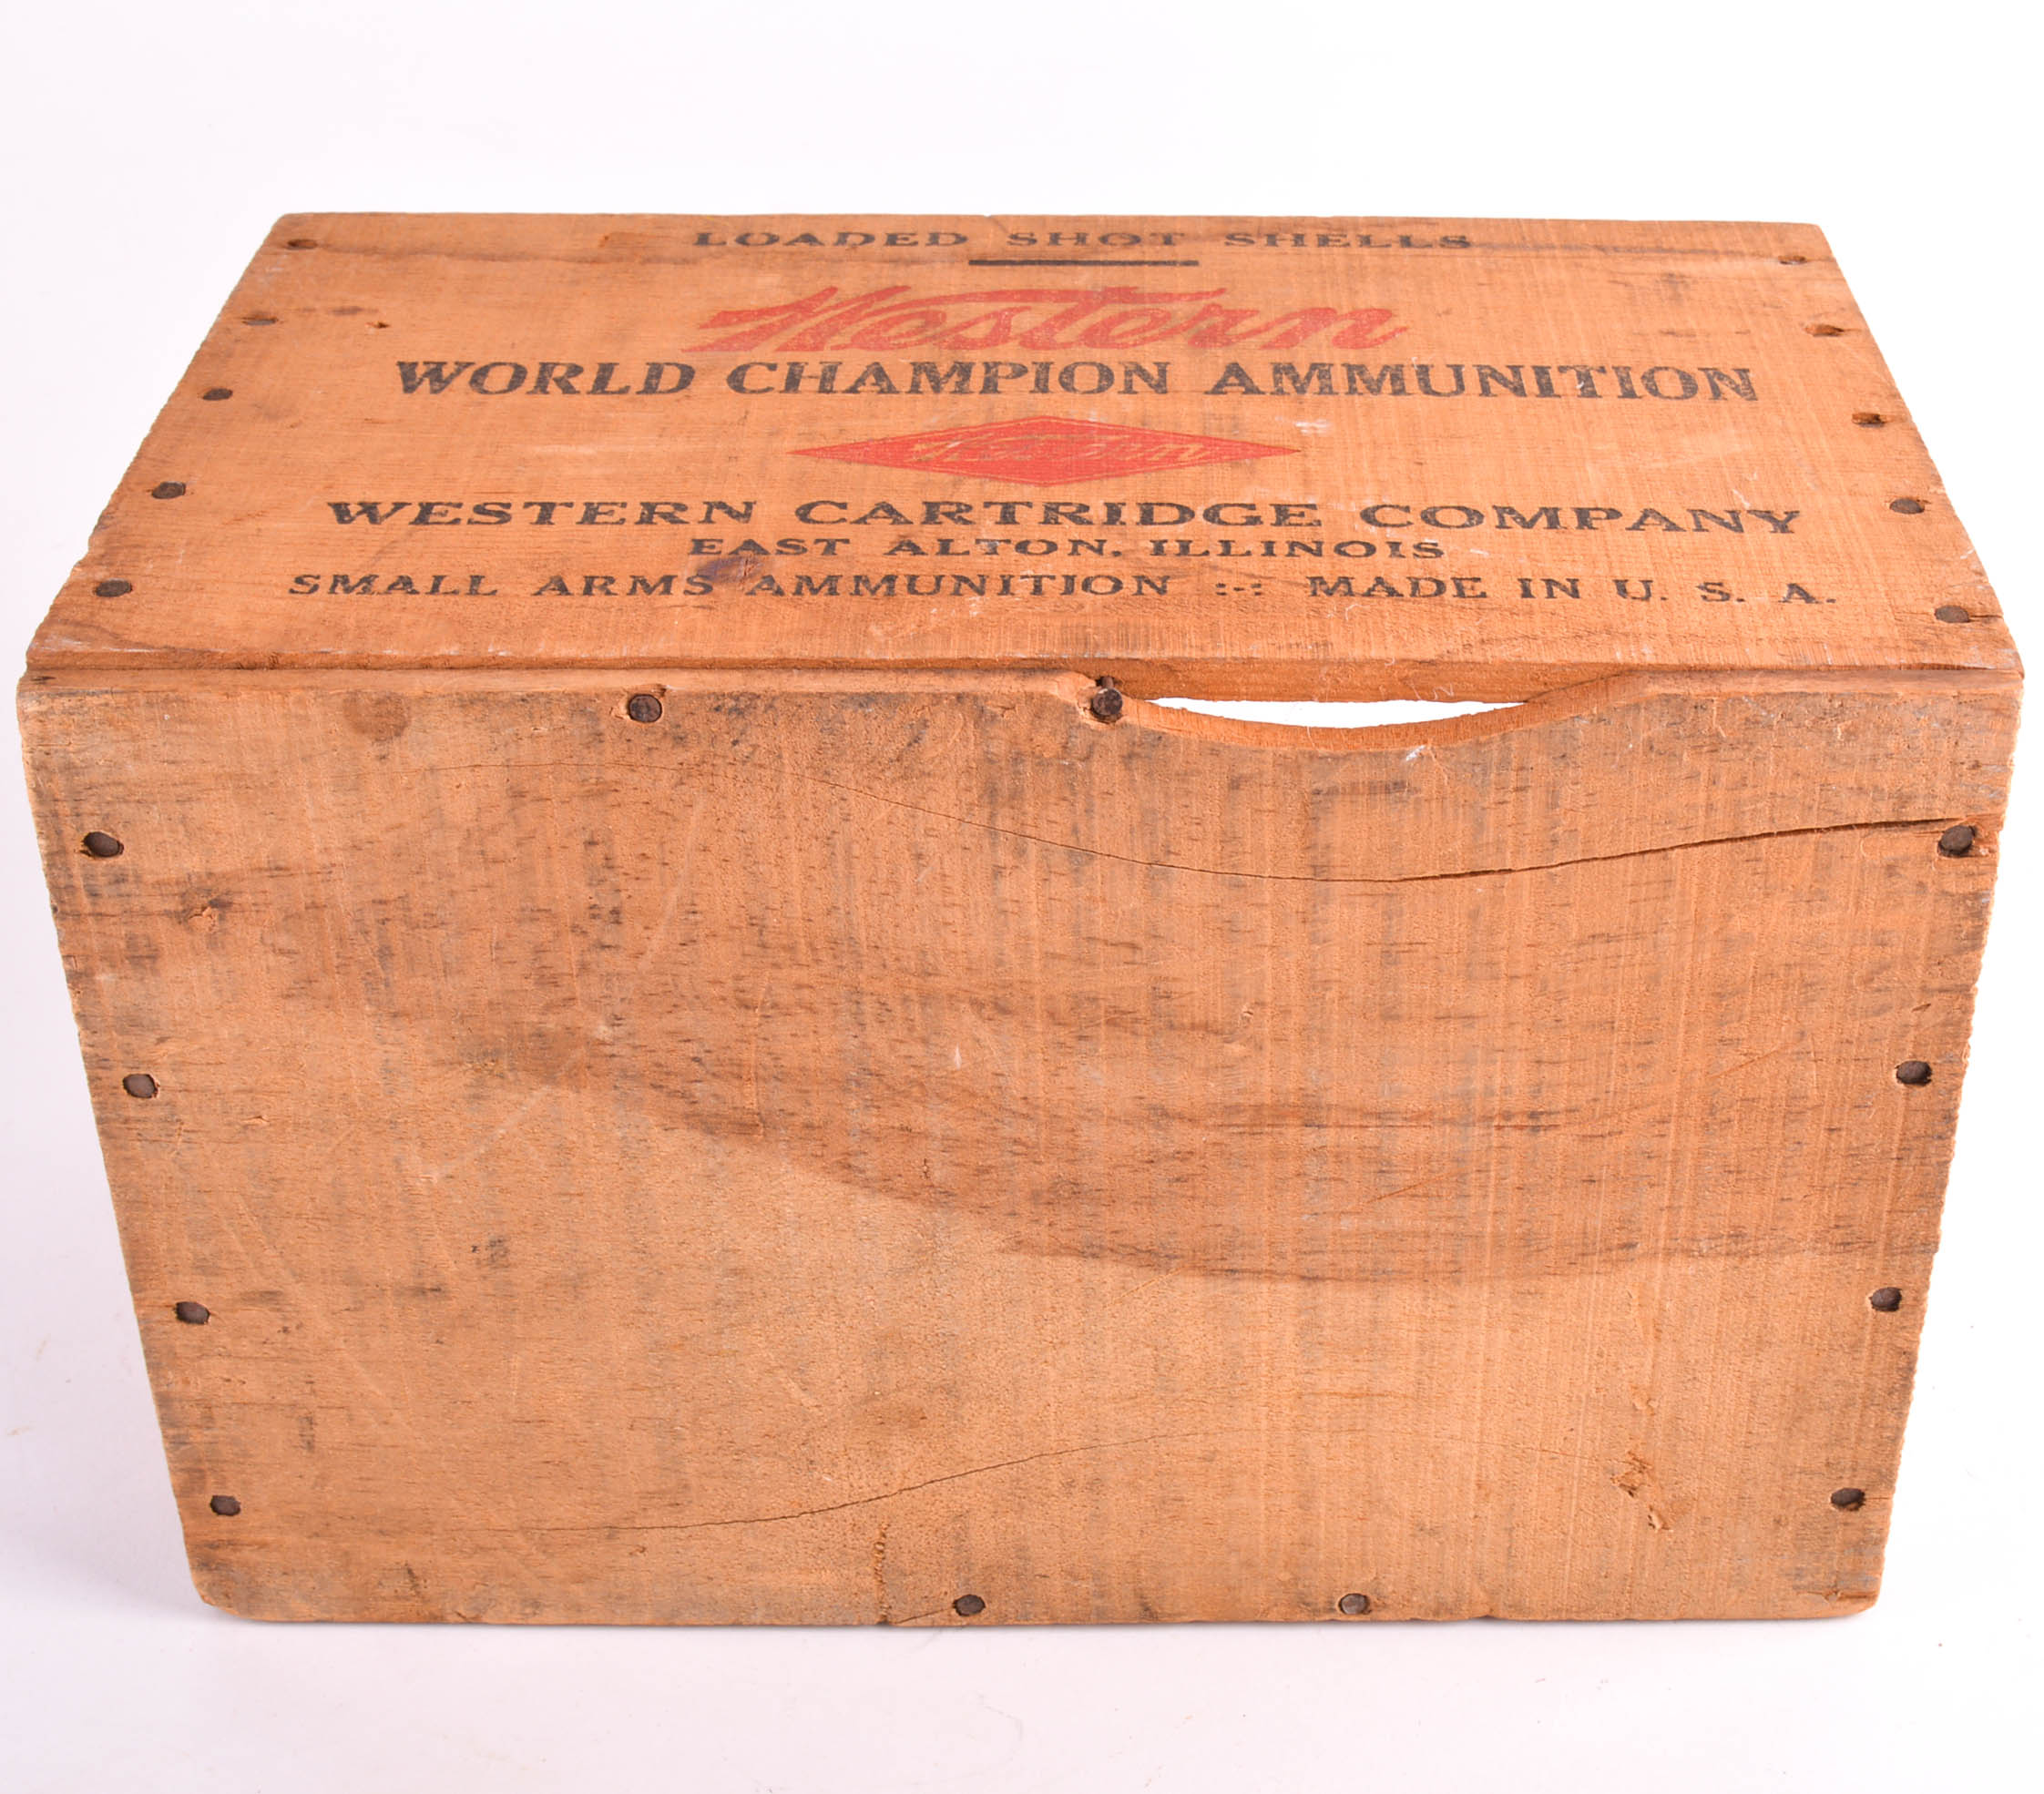 LOADED SHOT SHELLS
Western
WORLD CHAMPION AMMUNITION
Western
WESTERN CARTRIDGE COMPANY
EAST ALTON, ILLINOIS
SMALL ARMS AMMUNITION :-: MADE IN U. S. A.